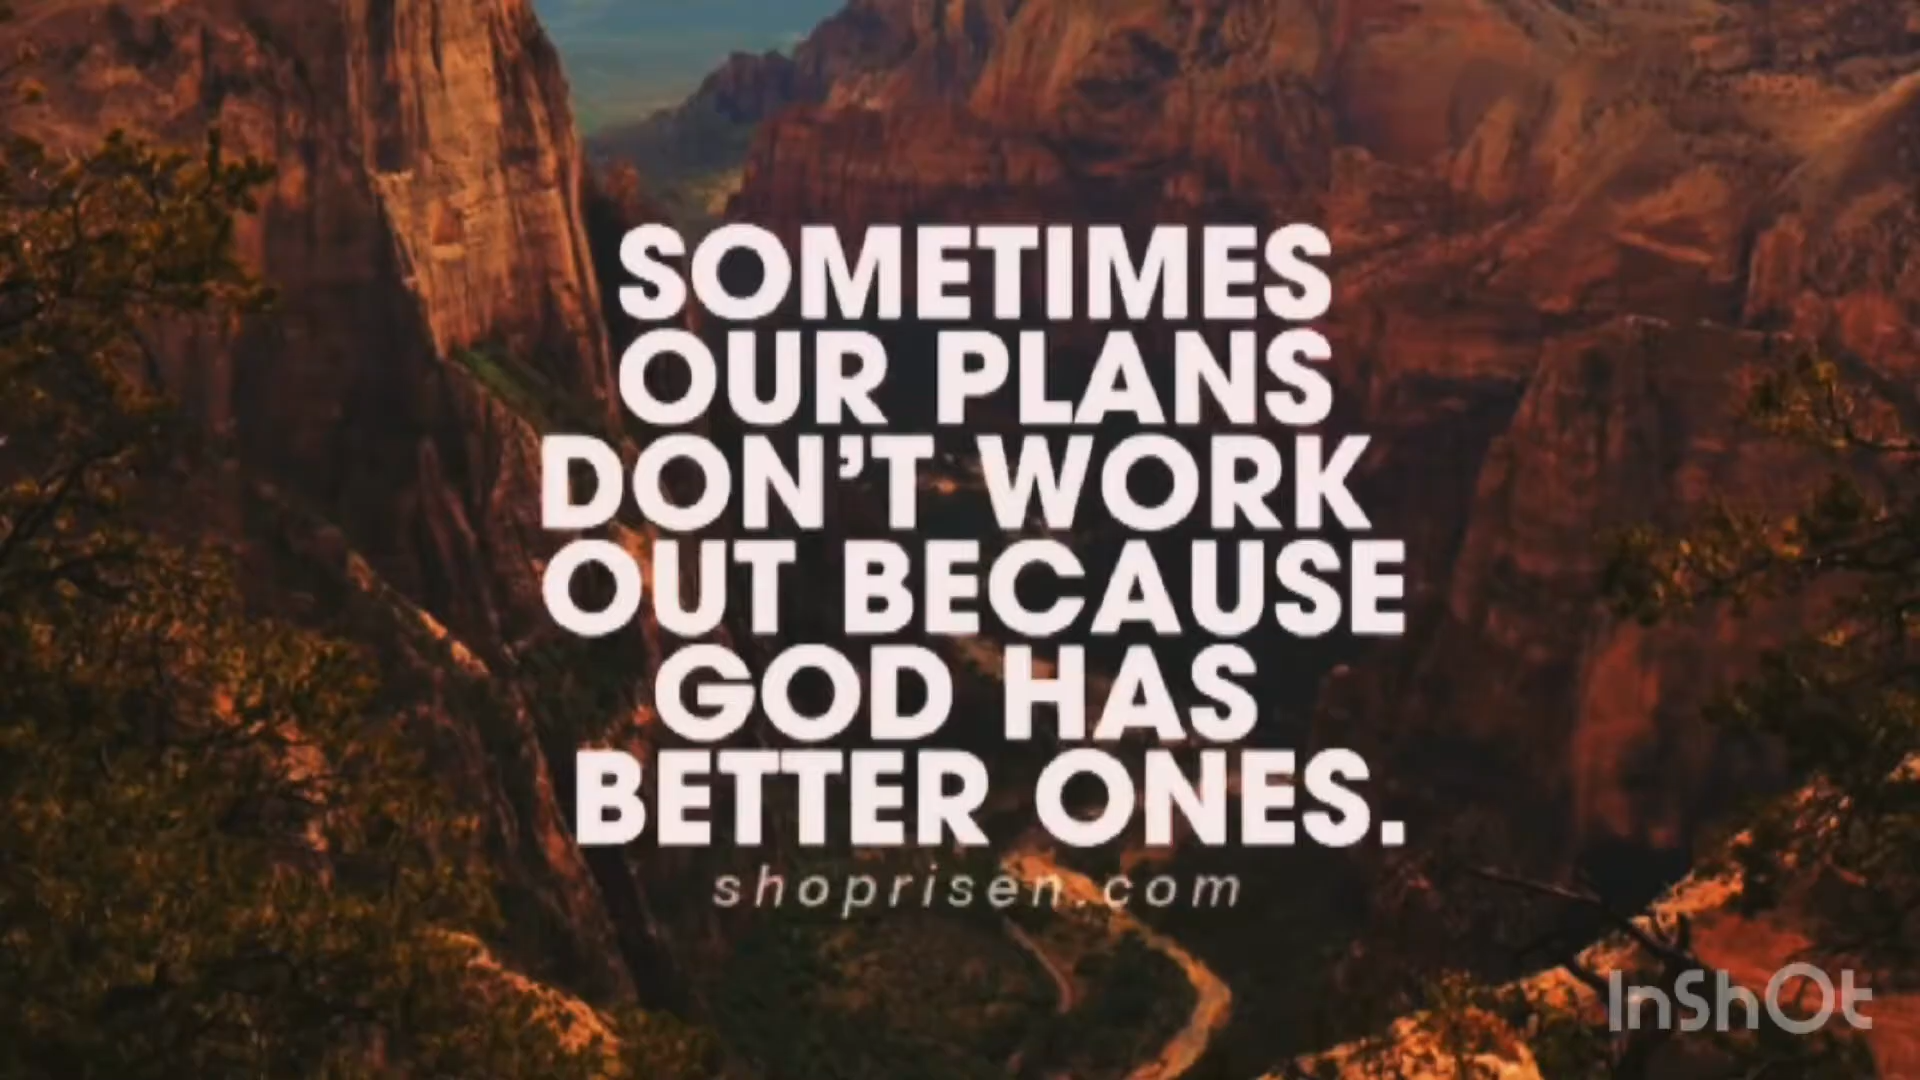 SOMETIMES
OUR PLANS
DON'T WORK
OUT BECAUSE
GOD HAS
BETTER ONES.
shoprisen.com
InShOt